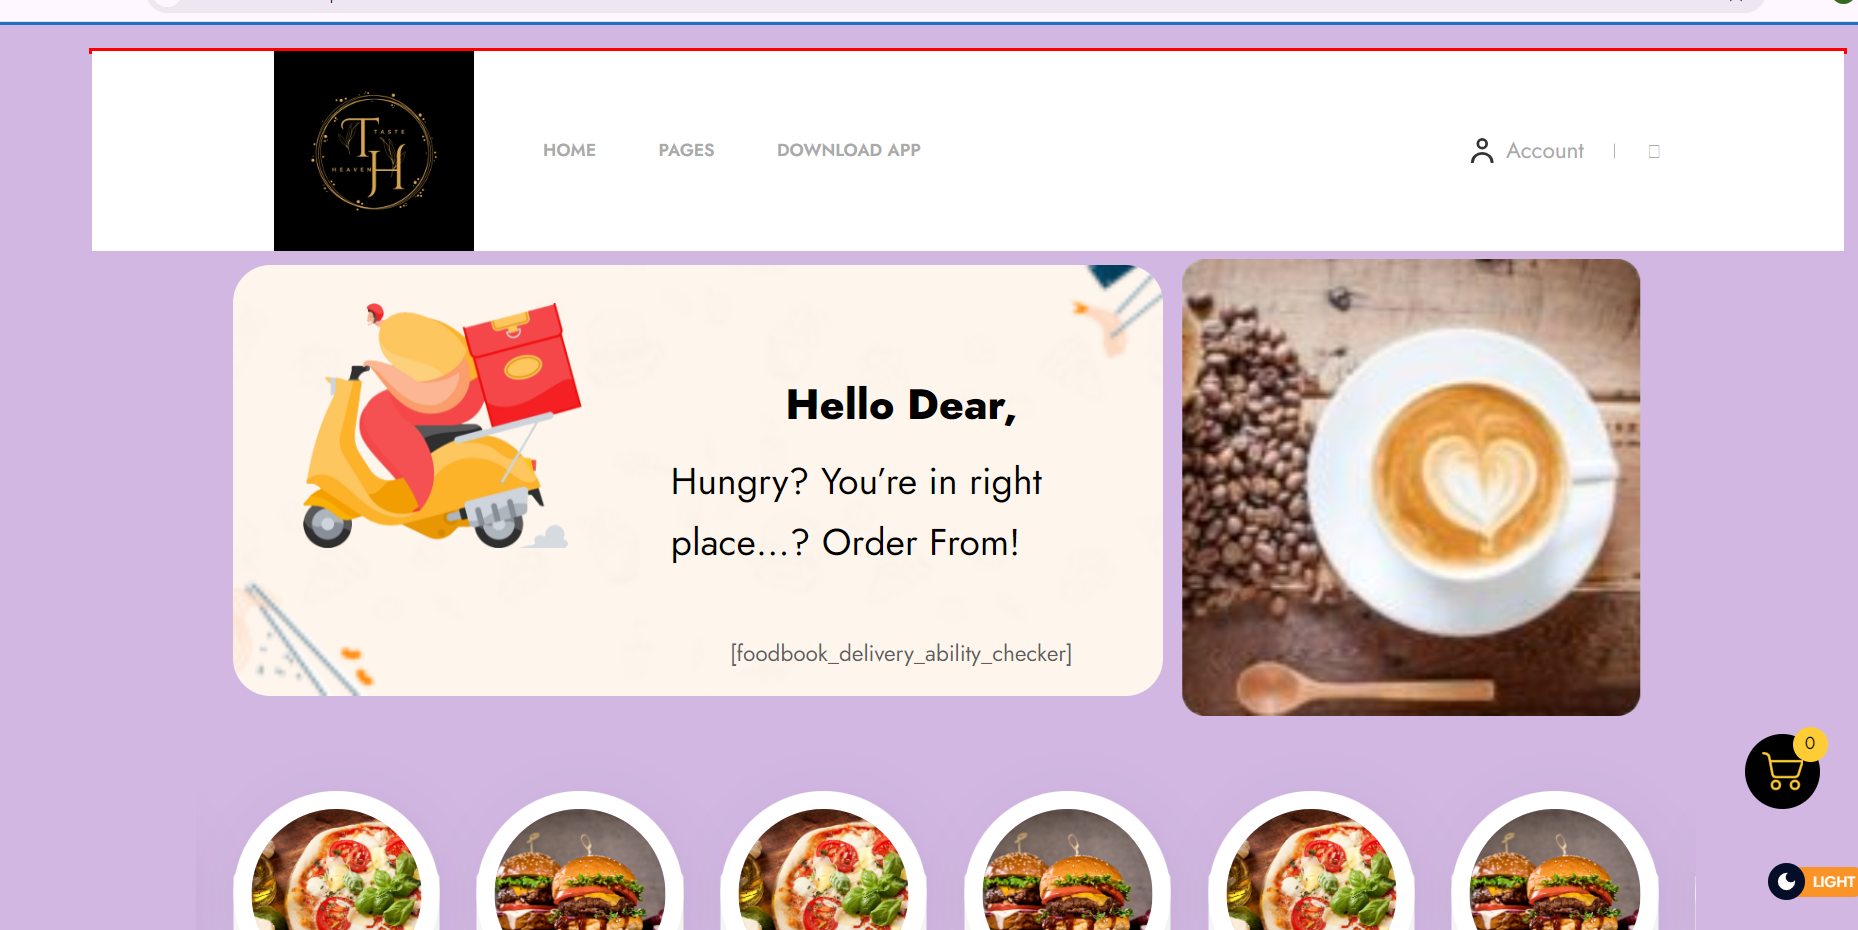 TASTE
TH
HEAVEN
HOME PAGES DOWNLOAD APP
Account
Hello Dear,
Hungry? You’re in right
place...? Order From!
[foodbook_delivery_ability_checker]
0
LIGHT